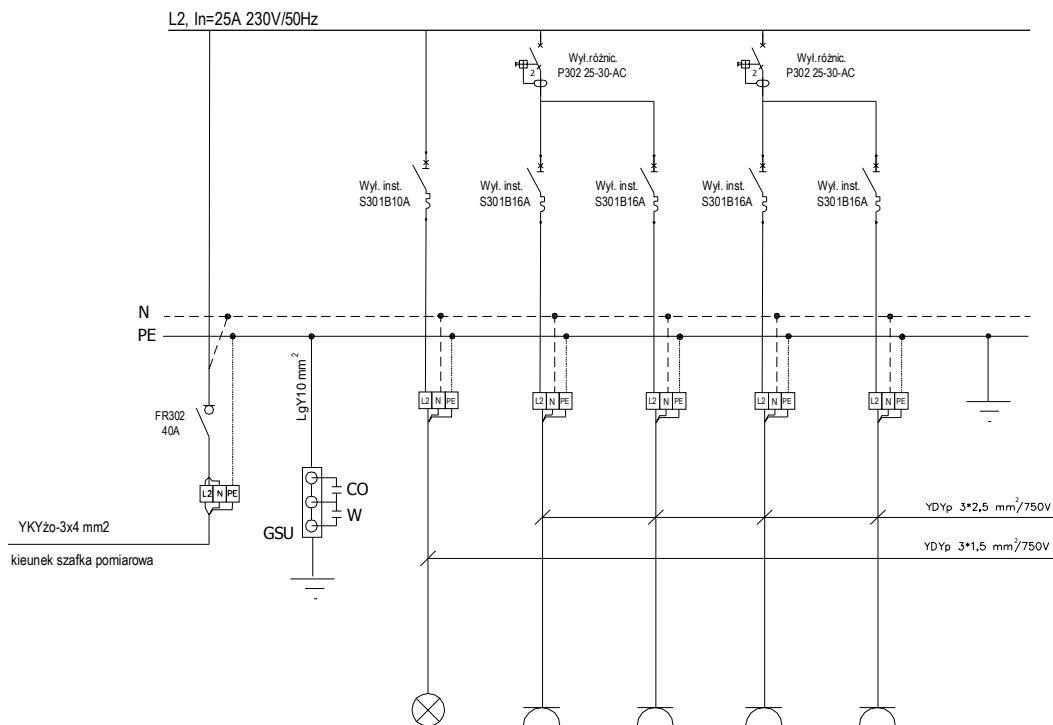 L2, In=25A 230V/50Hz
Wył.różnic.
P302 25-30-AC
2
Wył.różnic.
P302 25-30-AC
2
Wył. inst.
S301B10A
Wył. inst.
S301B16A
Wył. inst.
S301B16A
Wył. inst.
S301B16A
Wył. inst.
S301B16A
N
PE
LgY10 mm²
FR302
40A
L2 N PE
L2 N PE
L2 N PE
L2 N PE
L2 N PE
L2 N PE
CO
W
GSU
YKYżo-3x4 mm2
kieunek szafka pomiarowa
YDYp 3*2,5 mm²/750V
YDYp 3*1,5 mm²/750V